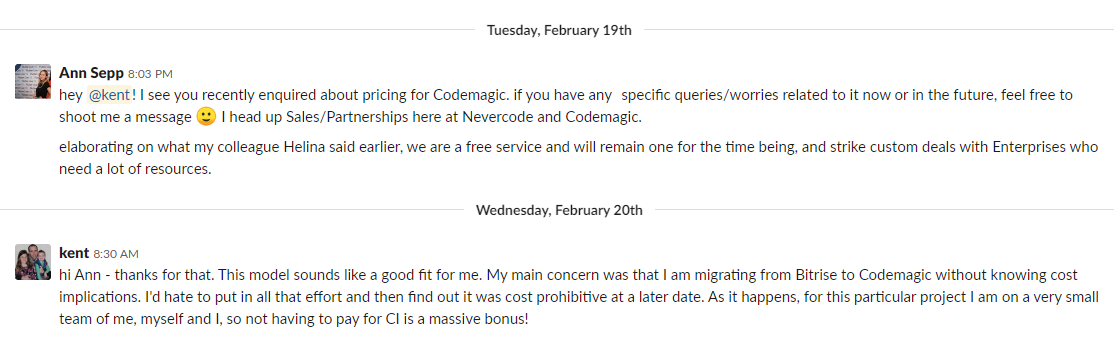 Tuesday, February 19th
Ann Sepp 8:03 PM
hey @kent! I see you recently enquired about pricing for Codemagic. if you have any specific queries/worries related to it now or in the future, feel free to
shoot me a message 🙂 I head up Sales/Partnerships here at Nevercode and Codemagic.
elaborating on what my colleague Helina said earlier, we are a free service and will remain one for the time being, and strike custom deals with Enterprises who
need a lot of resources.
Wednesday, February 20th
kent 8:30 AM
hi Ann - thanks for that. This model sounds like a good fit for me. My main concern was that I am migrating from Bitrise to Codemagic without knowing cost
implications. I'd hate to put in all that effort and then find out it was cost prohibitive at a later date. As it happens, for this particular project I am on a very small
team of me, myself and I, so not having to pay for CI is a massive bonus!